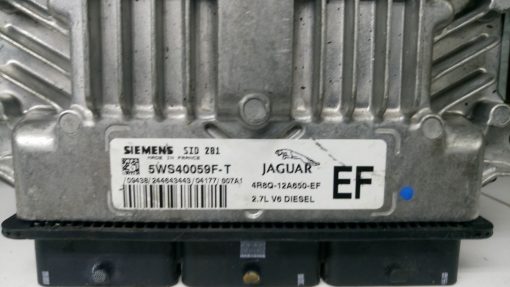 SIEMENS SID 201
MADE IN FRANCE
5WS40059F-T
JAGUAR
4R8Q-12A650-EF
2.7L V6 DIESEL
EF